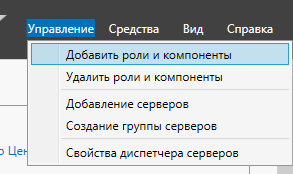 Управление Средства Вид Справка
Добавить роли и компоненты
Удалить роли и компоненты
Добавление серверов
Создание группы серверов
Свойства диспетчера серверов